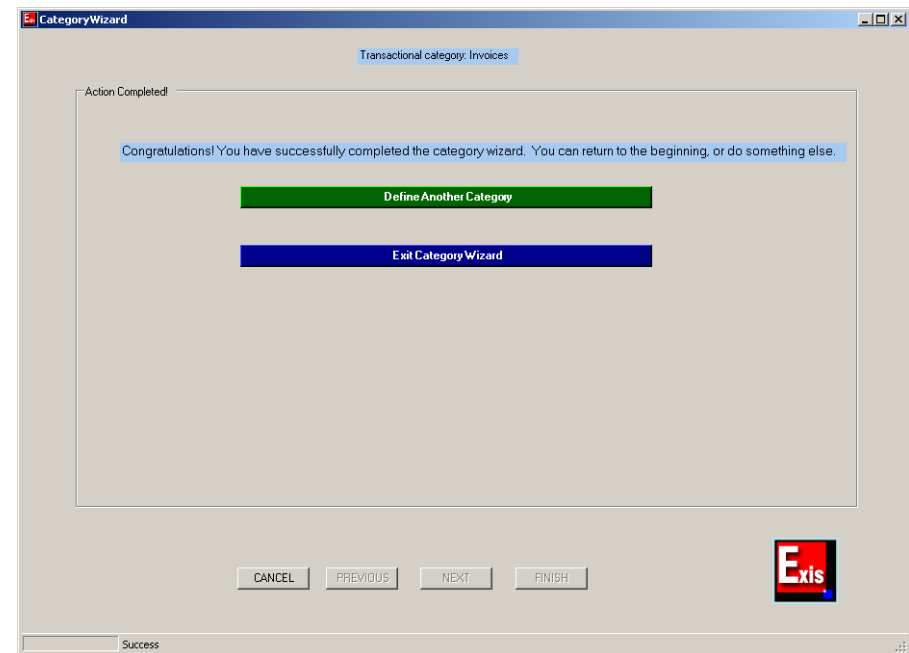 CategoryWizard
Transactional category: Invoices
Action Completed!
Congratulations! You have successfully completed the category wizard. You can return to the beginning, or do something else.
Define Another Category
Exit Category Wizard
CANCEL PREVIOUS NEXT FINISH
Exis
Success